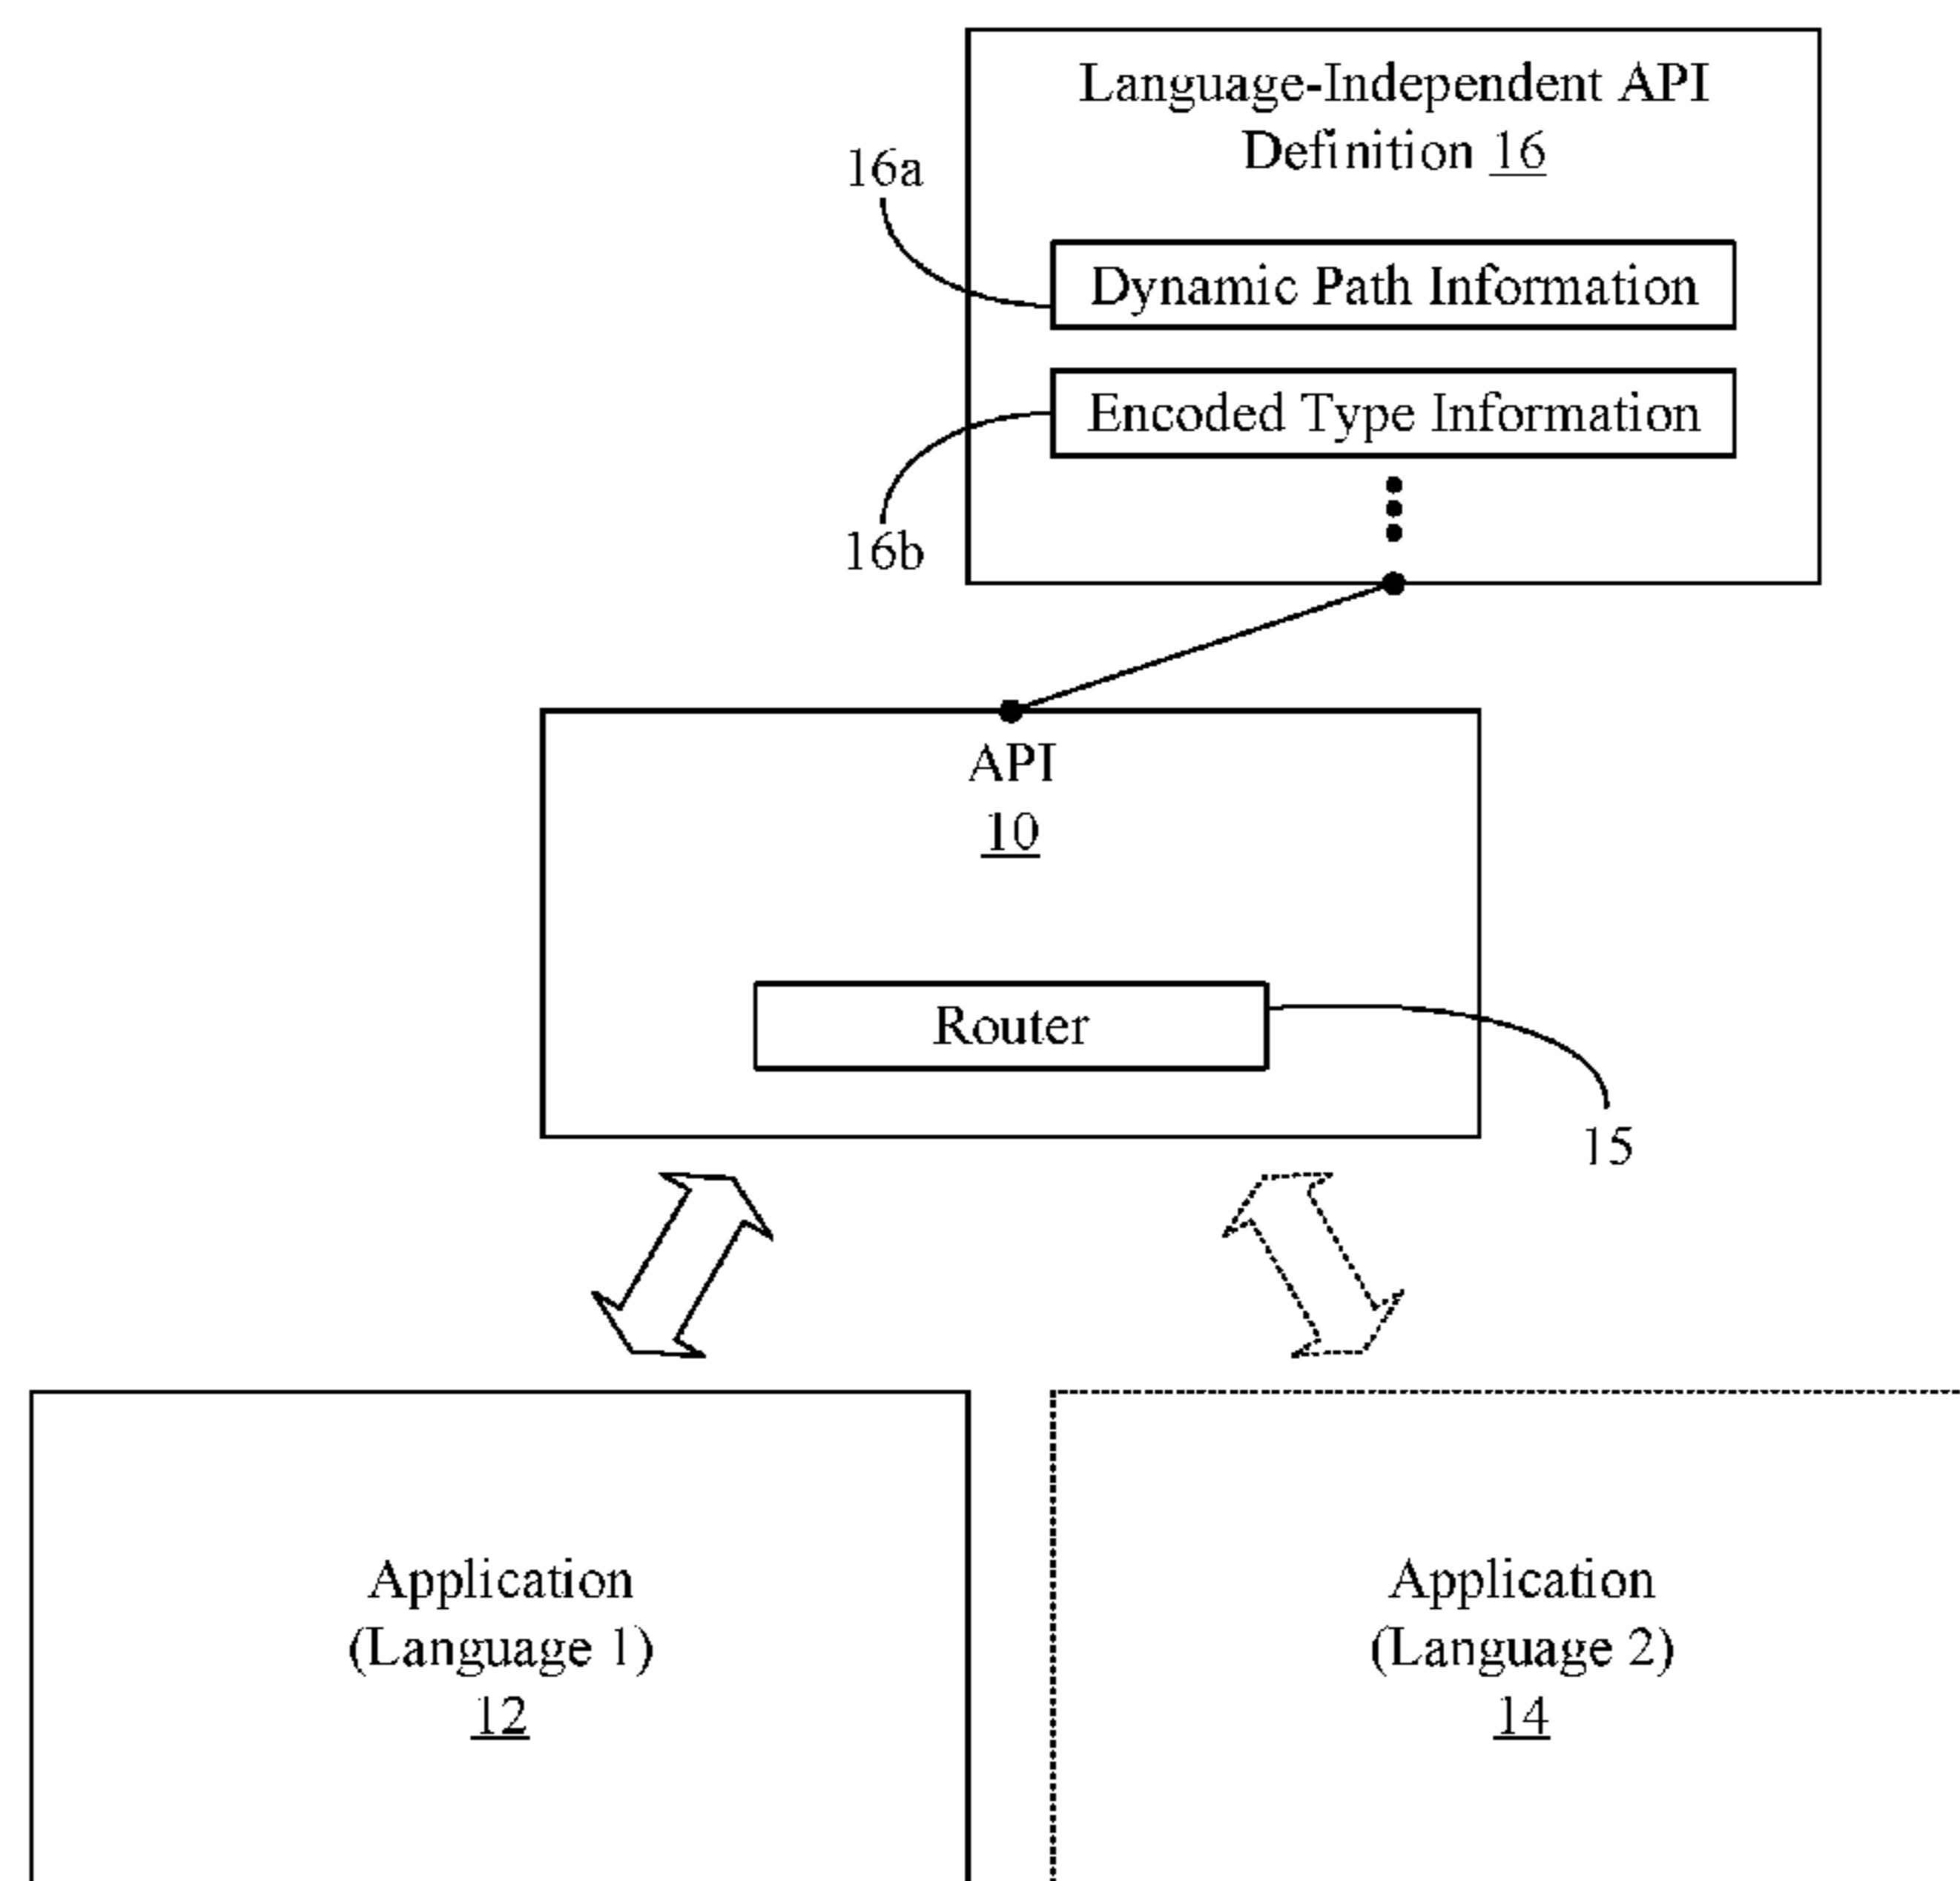 Language-Independent API
Definition 16
16a
Dynamic Path Information
Encoded Type Information
16b
API
10
Router
15
Application
(Language 1)
12
Application
(Language 2)
14